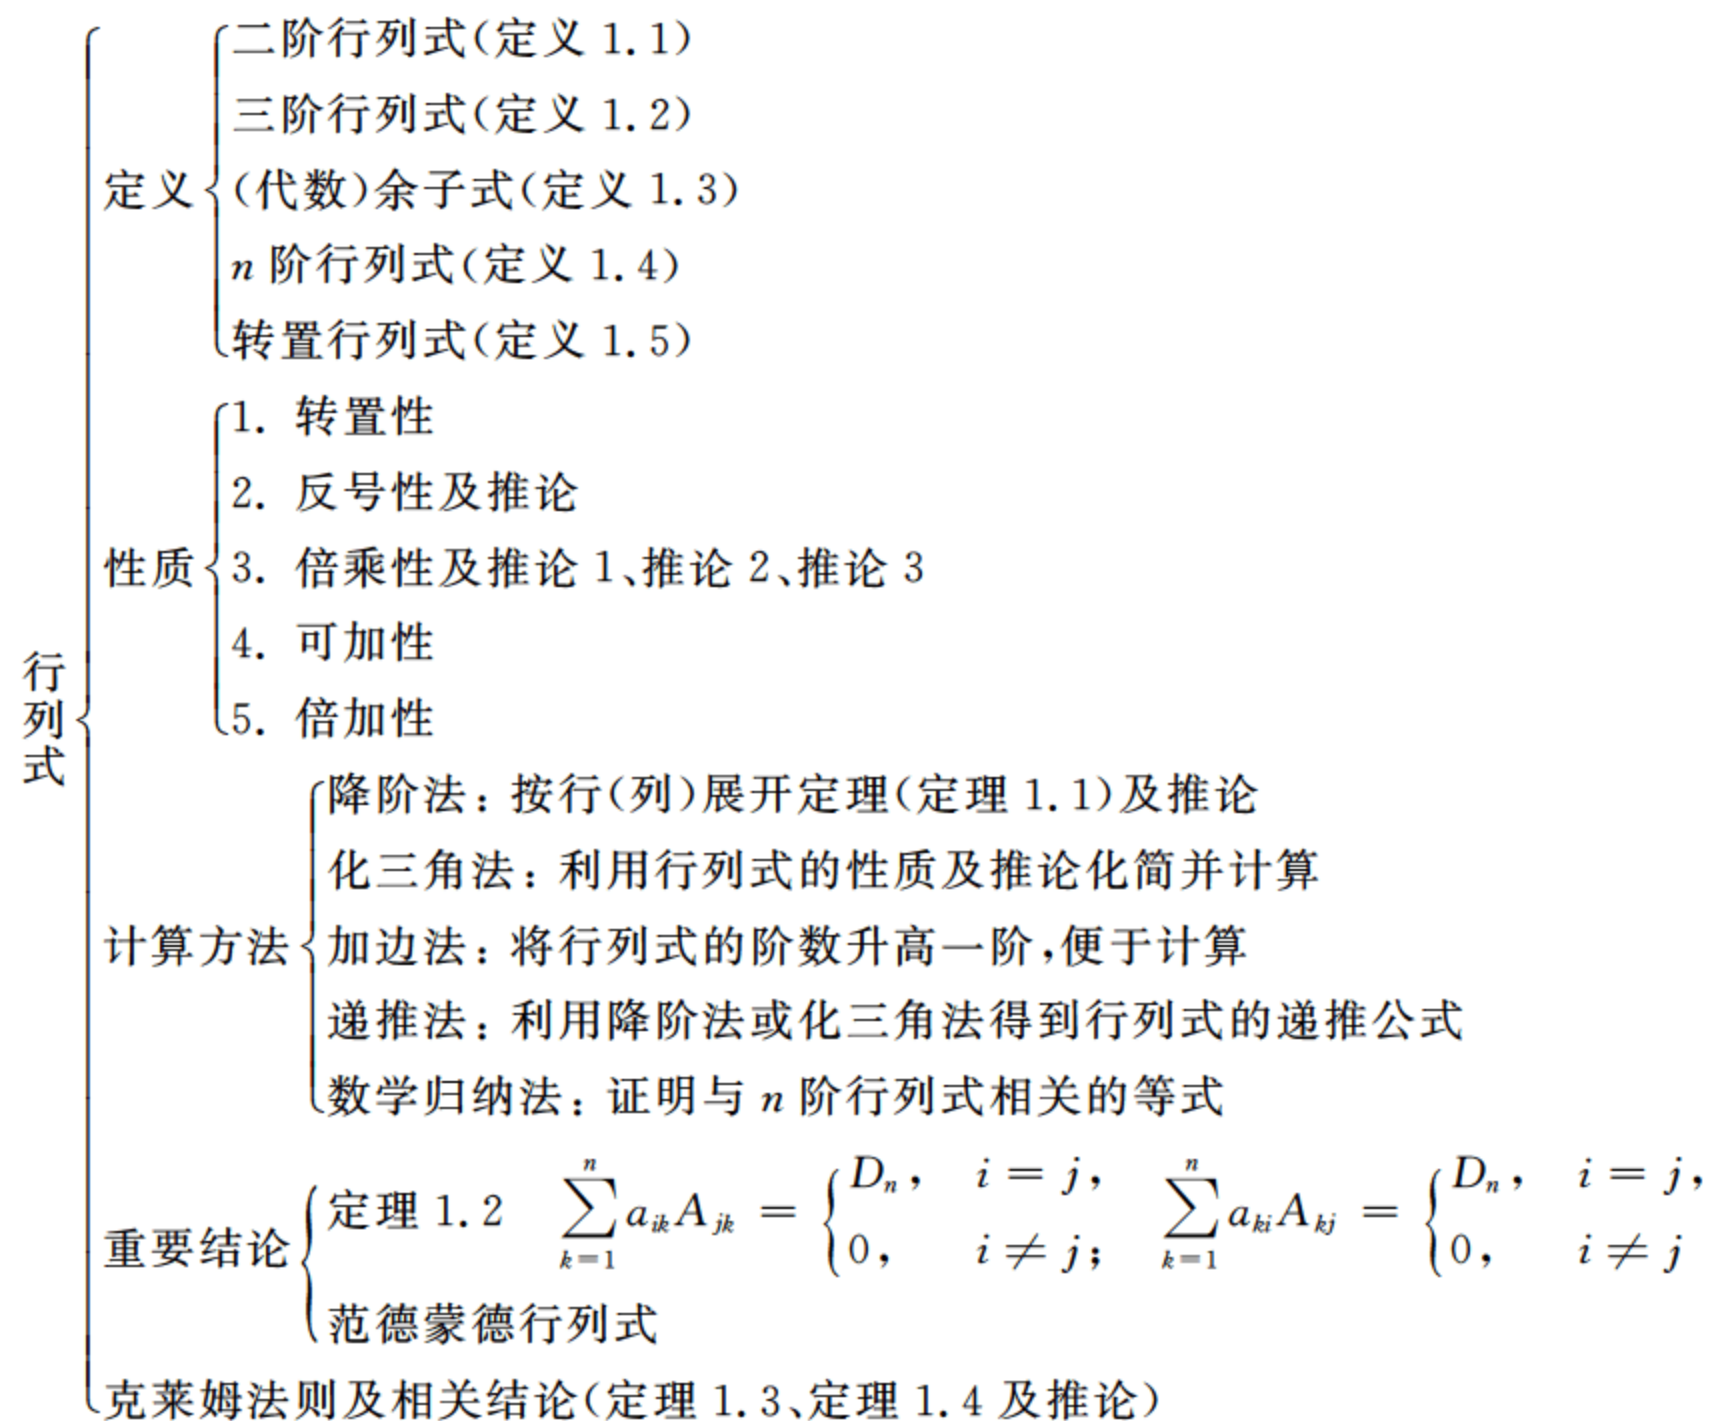 行列式
定义
二阶行列式(定义 1.1)
三阶行列式(定义 1.2)
(代数)余子式(定义 1.3)
n 阶行列式(定义 1.4)
转置行列式(定义 1.5)
性质
1. 转置性
2. 反号性及推论
3. 倍乘性及推论 1、推论 2、推论 3
4. 可加性
5. 倍加性
计算方法
降阶法：按行(列)展开定理(定理 1.1)及推论
化三角法：利用行列式的性质及推论化简并计算
加边法：将行列式的阶数升高一阶,便于计算
递推法：利用降阶法或化三角法得到行列式的递推公式
数学归纳法：证明与 n 阶行列式相关的等式
重要结论
定理 1.2 $\sum_{k=1}^{n} a_{ik}A_{jk} = \begin{cases} D_n, & i = j, \\ 0, & i \neq j; \end{cases}$ $\sum_{k=1}^{n} a_{ki}A_{kj} = \begin{cases} D_n, & i = j, \\ 0, & i \neq j \end{cases}$
范德蒙德行列式
克莱姆法则及相关结论(定理 1.3、定理 1.4 及推论)